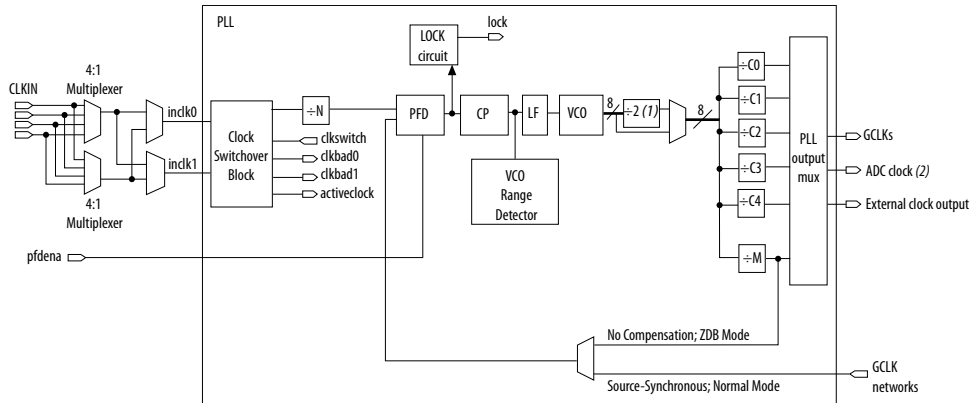 PLL
LOCK
circuit
lock
4:1
Multiplexer
CLKIN
inclk0
inclk1
4:1
Multiplexer
Clock
Switchover
Block
÷N
clkswitch
clkbad0
clkbad1
activeclock
pfdena
PFD
CP
LF
VCO
VCO
Range
Detector
8
÷2 (1)
8
÷C0
÷C1
÷C2
÷C3
÷C4
÷M
PLL
output
mux
GCLKs
ADC clock (2)
External clock output
No Compensation; ZDB Mode
Source-Synchronous; Normal Mode
GCLK
networks